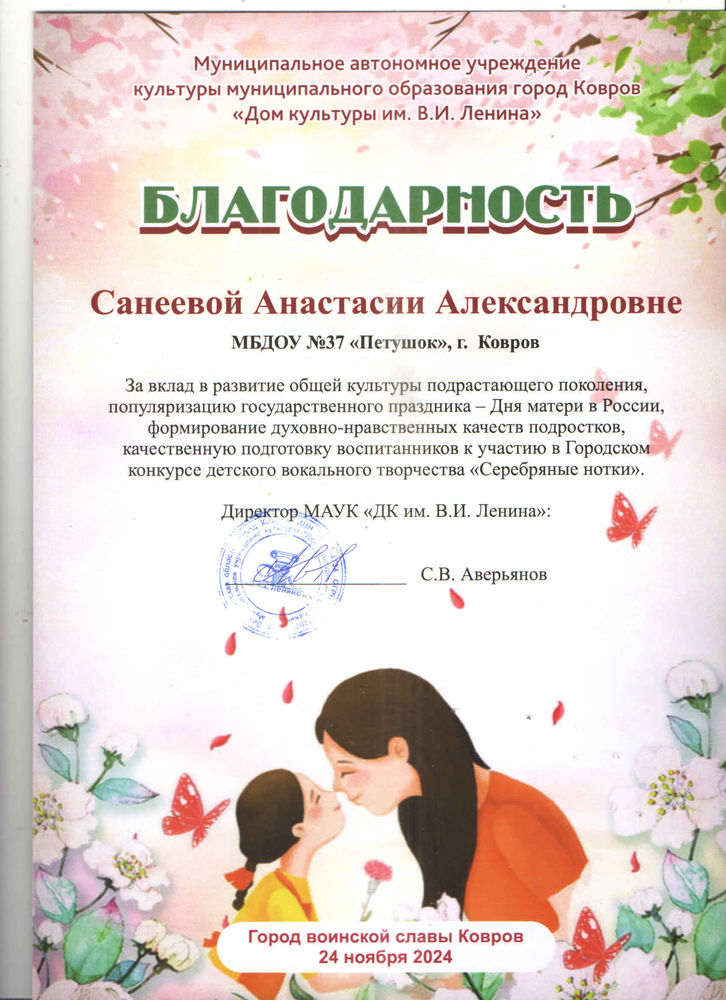 Муниципальное автономное учреждение
культуры муниципального образования город Ковров
«Дом культуры им. В.И. Ленина»
БЛАГОДАРНОСТЬ
Санеевой Анастасии Александровне
МБДОУ №37 «Петушок», г. Ковров
За вклад в развитие общей культуры подрастающего поколения,
популяризацию государственного праздника – Дня матери в России,
формирование духовно-нравственных качеств подростков,
качественную подготовку воспитанников к участию в Городском
конкурсе детского вокального творчества «Серебряные нотки».
Директор МАУК «ДК им. В.И. Ленина»:
С.В. Аверьянов
Город воинской славы Ковров
24 ноября 2024